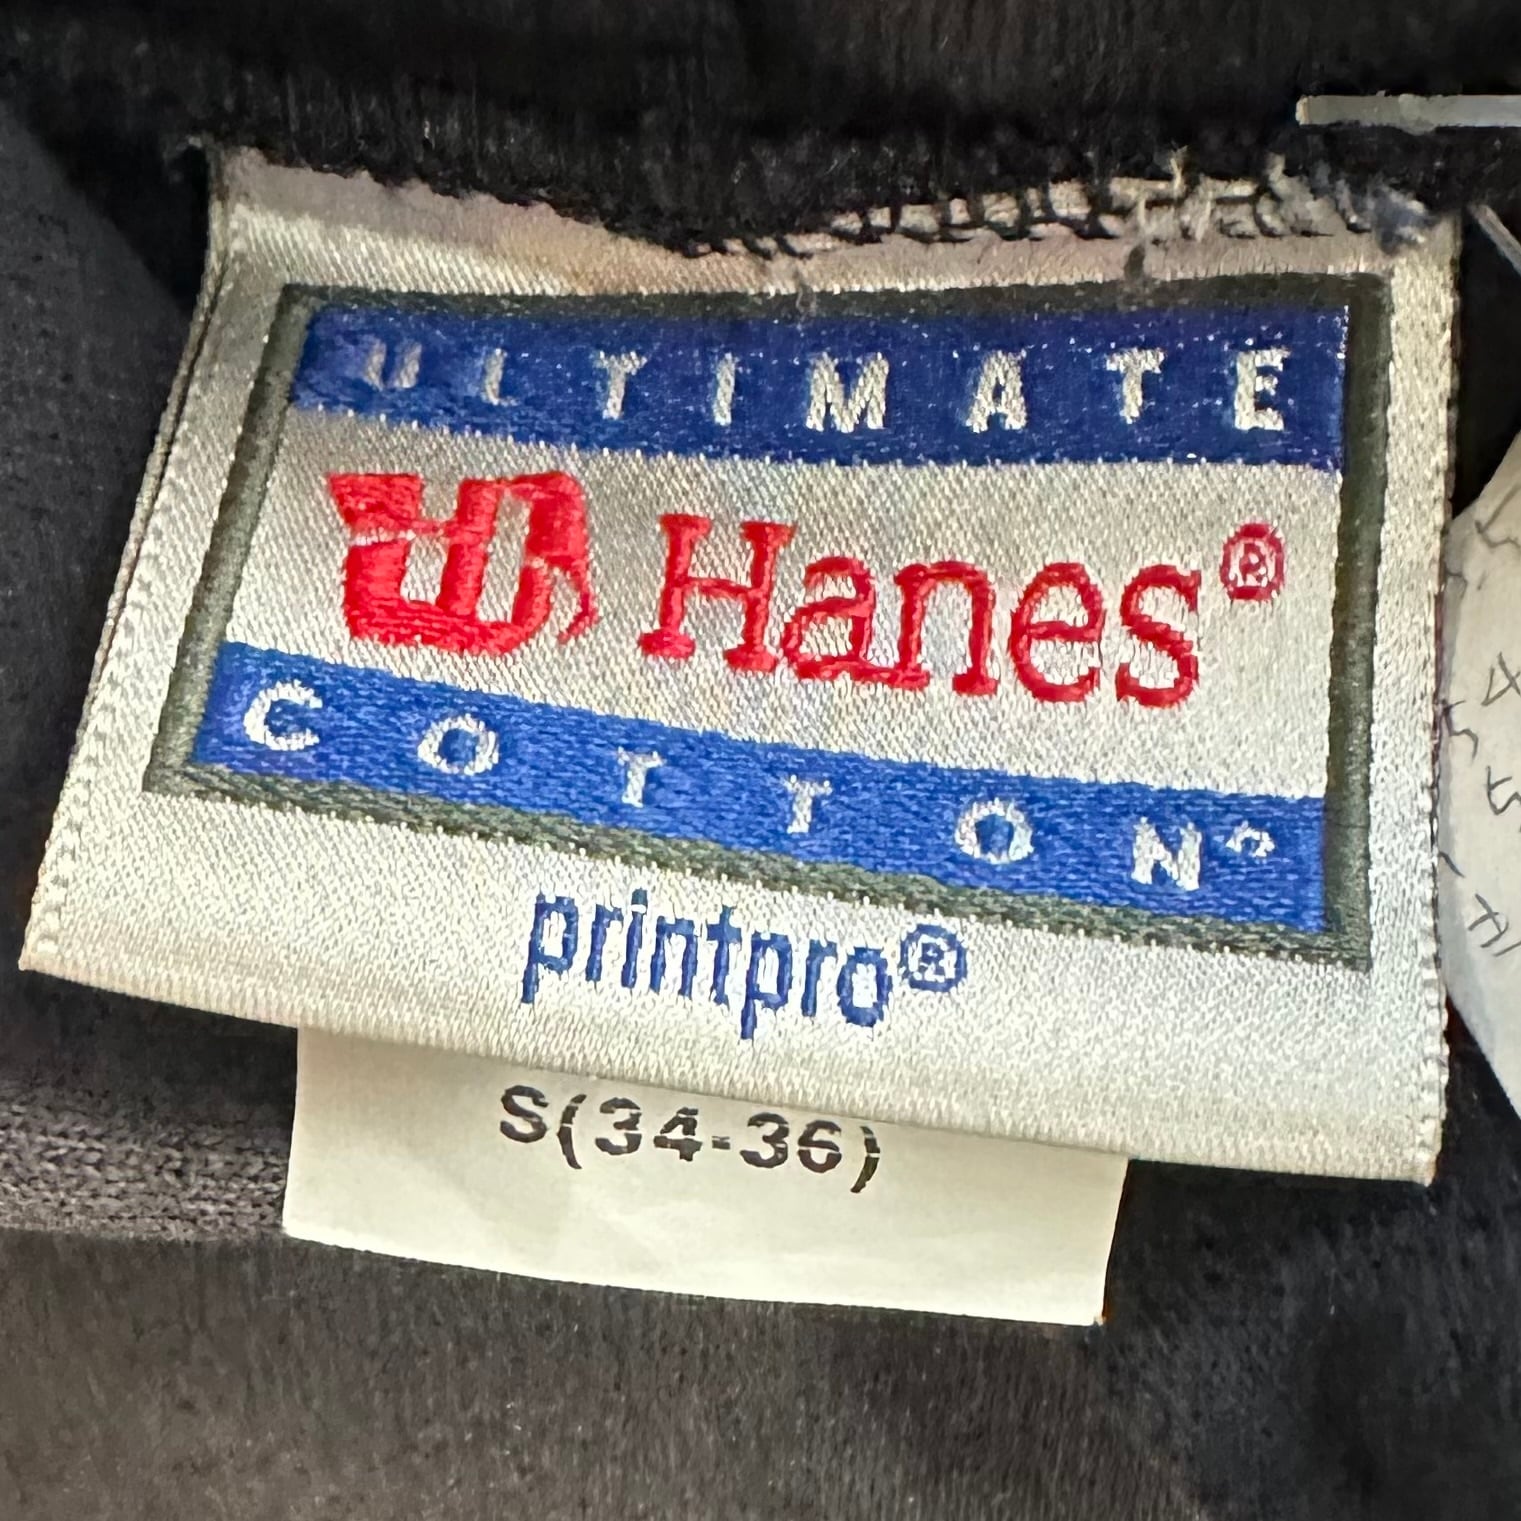 ULTIMATE
Hanes®
COTTON®
printpro®
S(34-36)